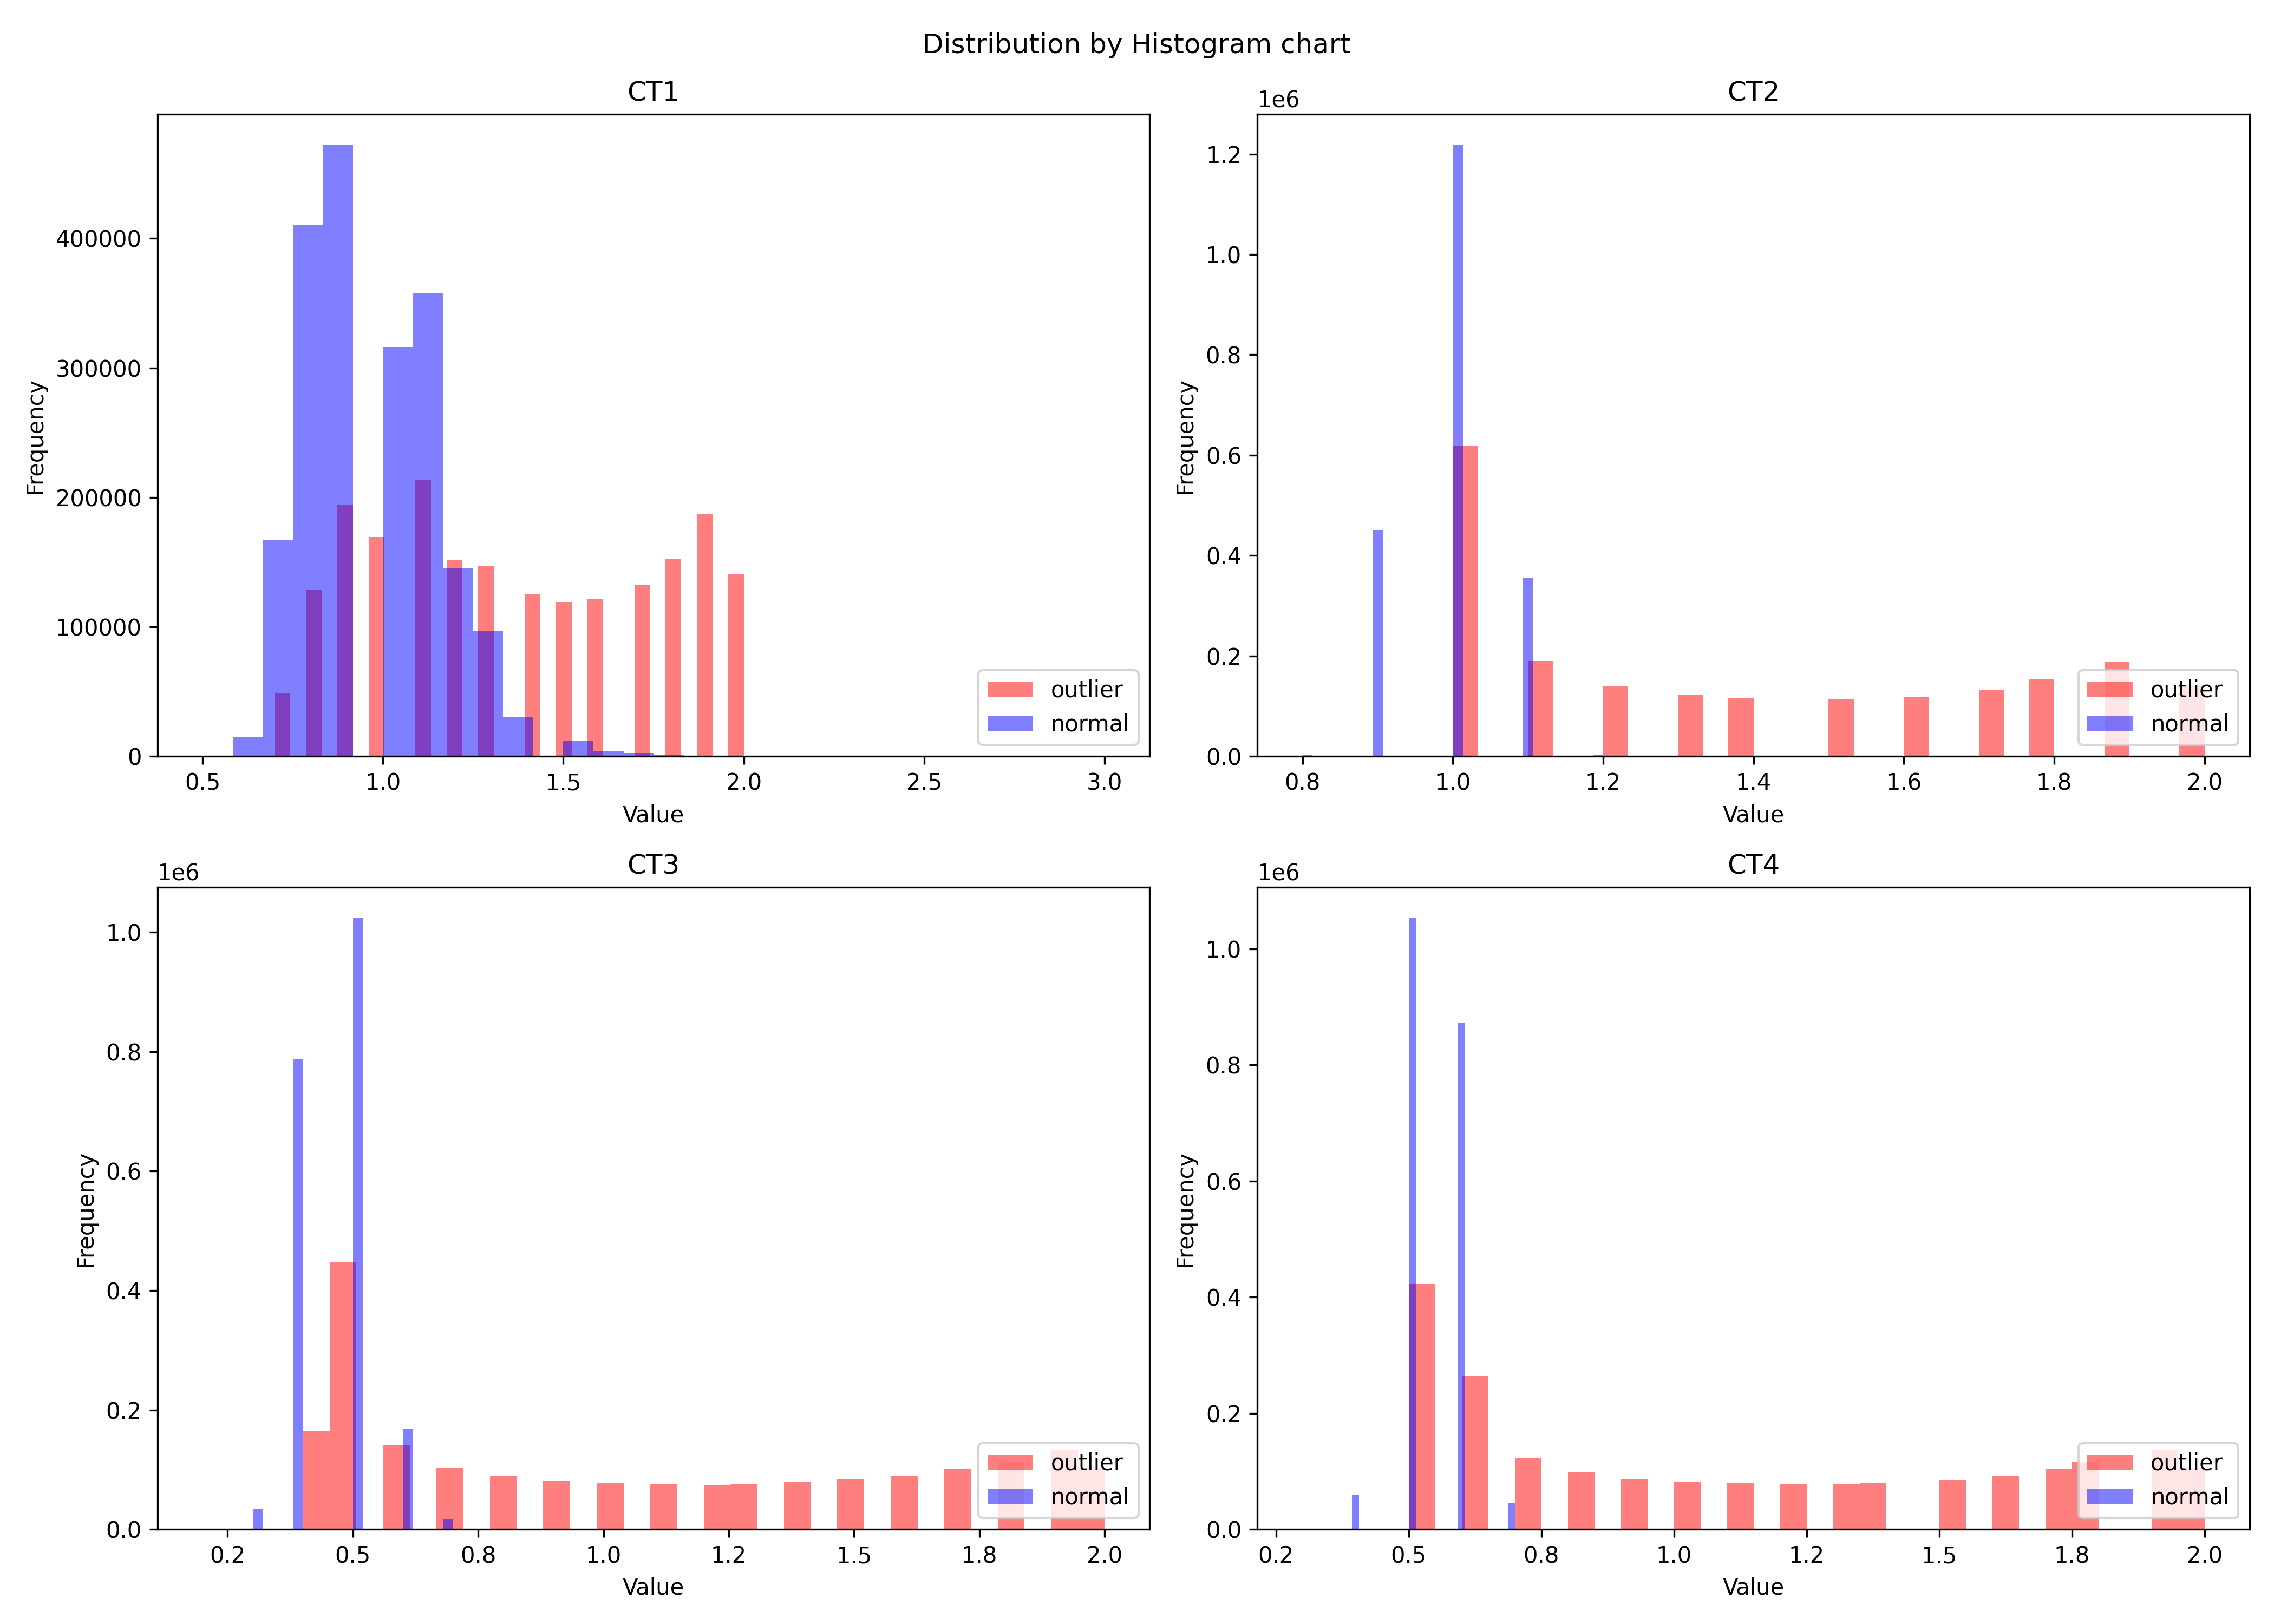 Distribution by Histogram chart
CT1
Frequency
400000
300000
200000
100000
0
0.5 1.0 1.5 2.0 2.5 3.0
Value
outlier
normal
CT2
1e6
Frequency
1.2
1.0
0.8
0.6
0.4
0.2
0.0
0.8 1.0 1.2 1.4 1.6 1.8 2.0
Value
outlier
normal
CT3
1e6
Frequency
1.0
0.8
0.6
0.4
0.2
0.0
0.2 0.5 0.8 1.0 1.2 1.5 1.8 2.0
Value
outlier
normal
CT4
1e6
Frequency
1.0
0.8
0.6
0.4
0.2
0.0
0.2 0.5 0.8 1.0 1.2 1.5 1.8 2.0
Value
outlier
normal